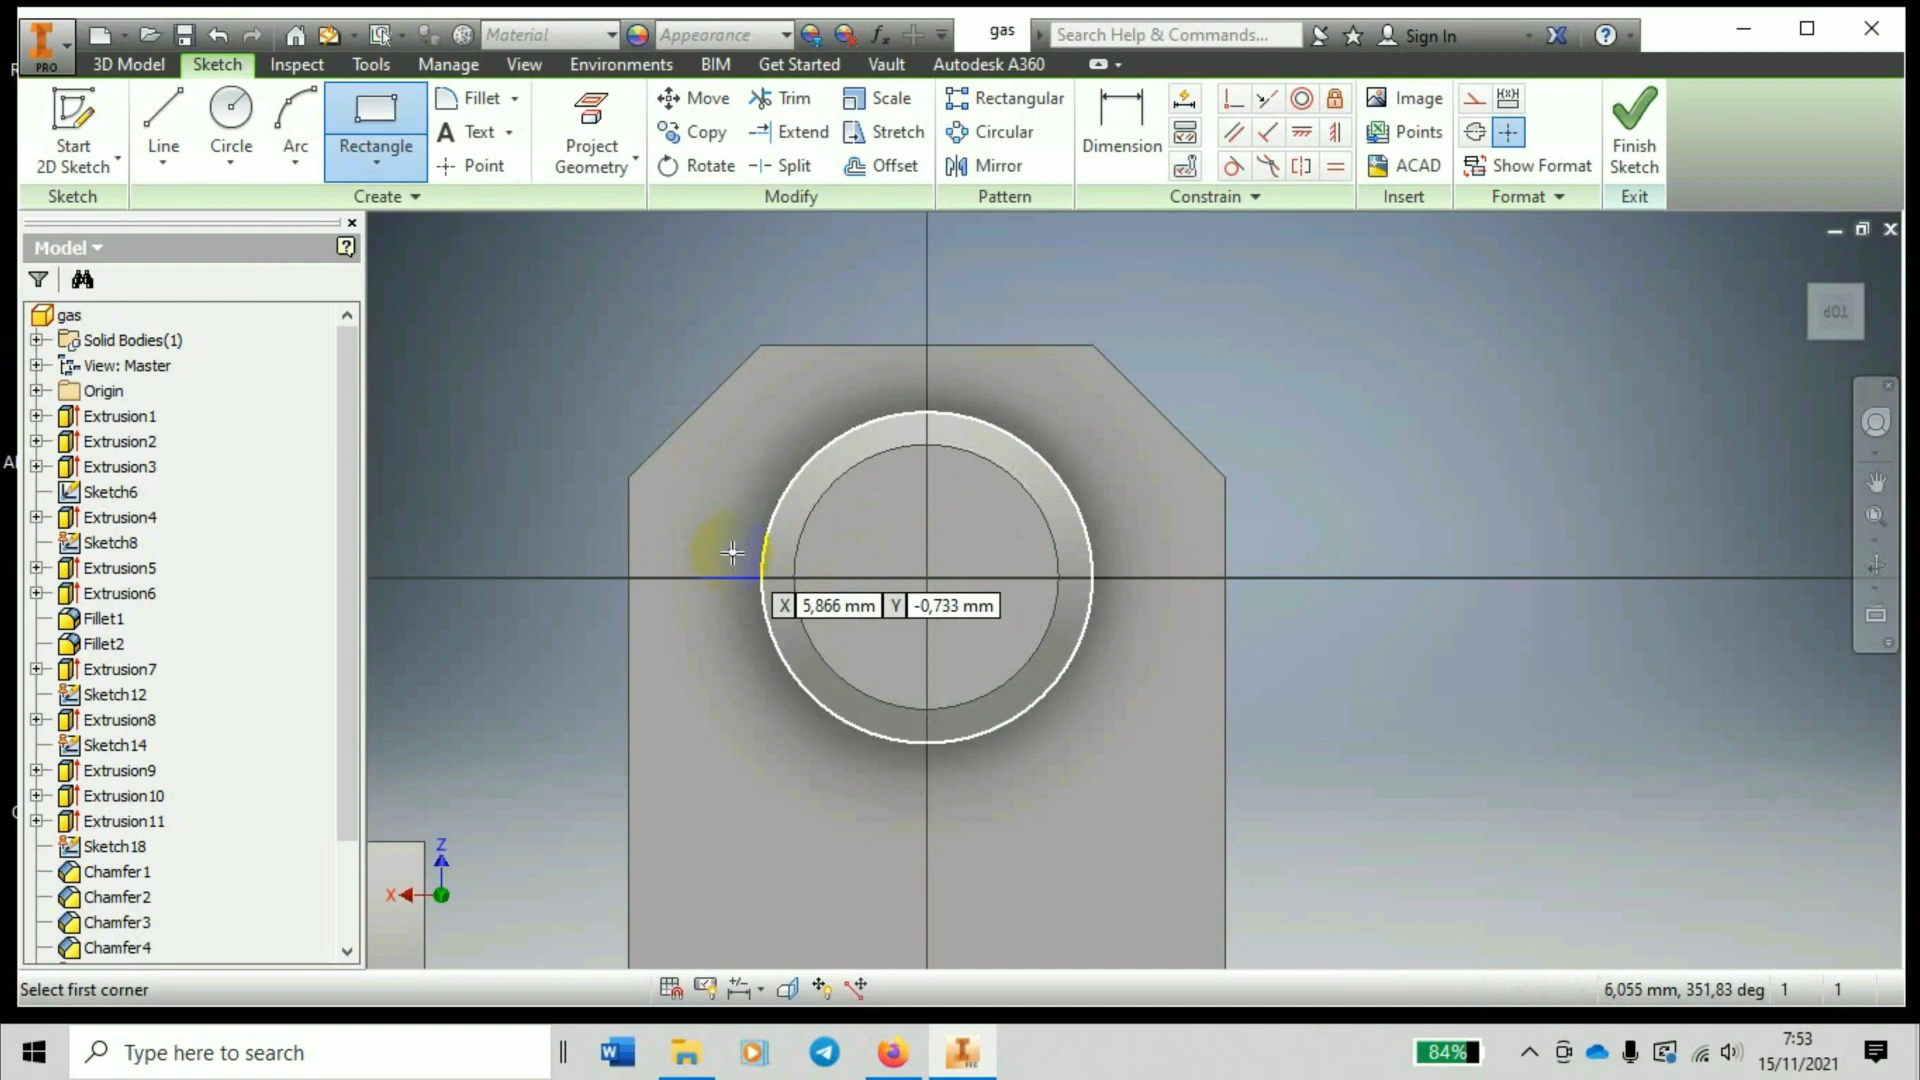 PRO
Material
Appearance
gas
Search Help & Commands...
Sign In
3D Model
Sketch
Inspect
Tools
Manage
View
Environments
BIM
Get Started
Vault
Autodesk A360
Start
2D Sketch
Line
Circle
Arc
Rectangle
Fillet
Text
Point
Project
Geometry
Move
Copy
Rotate
Trim
Extend
Split
Scale
Stretch
Offset
Rectangular
Circular
Mirror
Dimension
Image
Points
ACAD
Show Format
Finish
Sketch
Sketch
Create
Modify
Pattern
Constrain
Insert
Format
Exit
Model
gas
Solid Bodies(1)
View: Master
Origin
Extrusion1
Extrusion2
Extrusion3
Sketch6
Extrusion4
Sketch8
Extrusion5
Extrusion6
Fillet1
Fillet2
Extrusion7
Sketch12
Extrusion8
Sketch14
Extrusion9
Extrusion10
Extrusion11
Sketch18
Chamfer1
Chamfer2
Chamfer3
Chamfer4
TOP
X 5,866 mm Y -0,733 mm
Z
X
Select first corner
6,055 mm, 351,83 deg 1 1
Type here to search
84%
7:53
15/11/2021